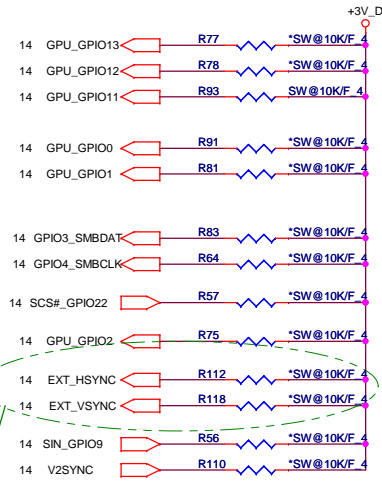 +3V_D
14 GPU_GPIO13 R77 *SW@10K/F_4
14 GPU_GPIO12 R78 *SW@10K/F_4
14 GPU_GPIO11 R93 SW@10K/F_4
14 GPU_GPIO0 R91 *SW@10K/F_4
14 GPU_GPIO1 R81 *SW@10K/F_4
14 GPIO3_SMBDAT R83 *SW@10K/F_4
14 GPIO4_SMBCLK R64 *SW@10K/F_4
14 SCS#_GPIO22 R57 *SW@10K/F_4
14 GPU_GPIO2 R75 *SW@10K/F_4
14 EXT_HSYNC R112 *SW@10K/F_4
14 EXT_VSYNC R118 *SW@10K/F_4
14 SIN_GPIO9 R56 *SW@10K/F_4
14 V2SYNC R110 *SW@10K/F_4